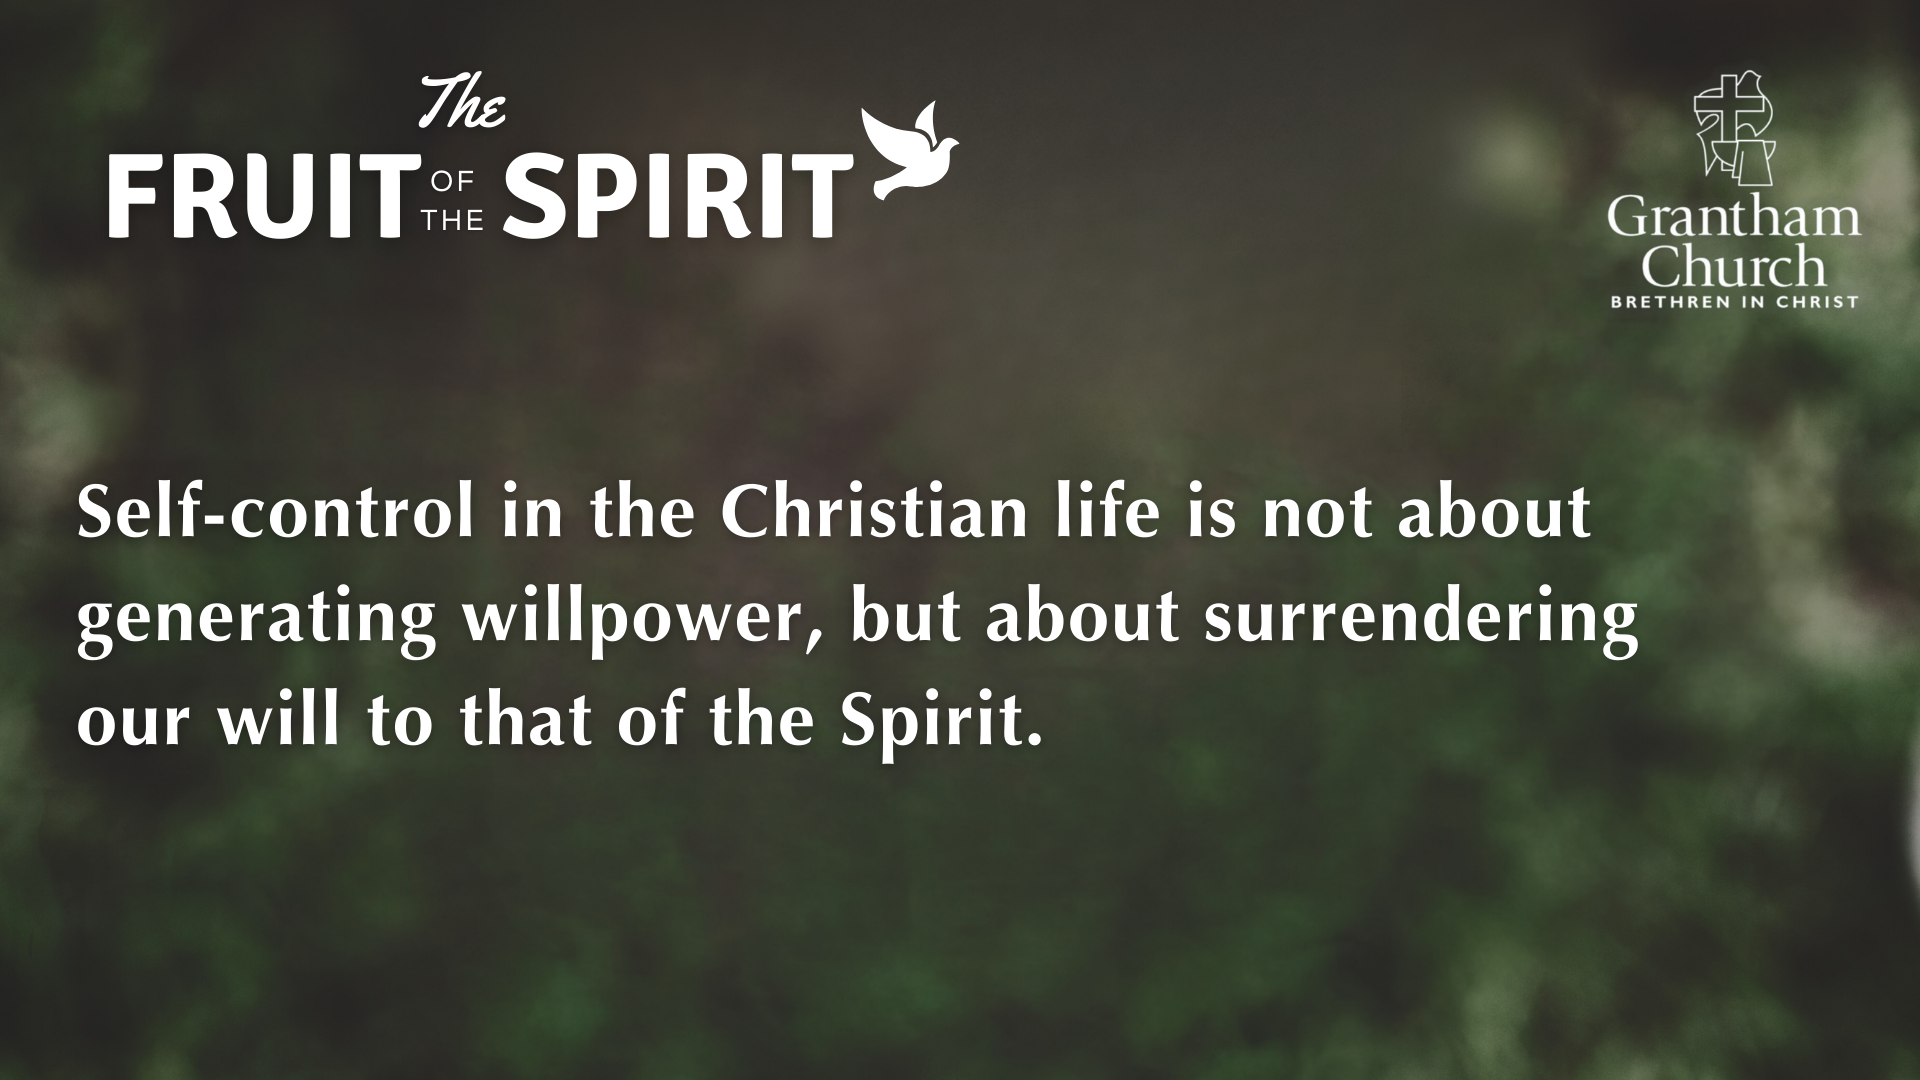 The
FRUIT OF THE SPIRIT
Grantham
Church
BRETHREN IN CHRIST
Self-control in the Christian life is not about
generating willpower, but about surrendering
our will to that of the Spirit.